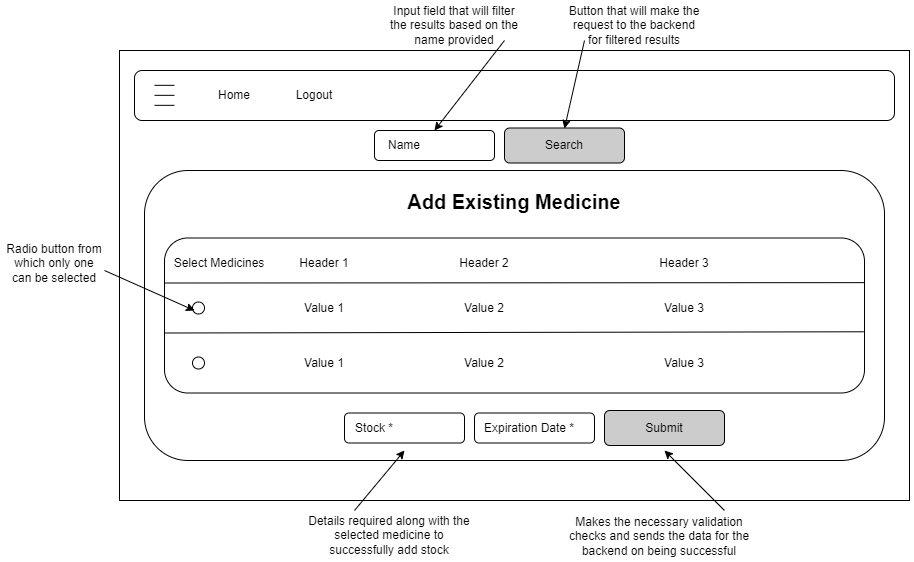 Input field that will filter
the results based on the
name provided
Button that will make the
request to the backend
for filtered results
Home
Logout
Name
Search
Add Existing Medicine
Radio button from
which only one
can be selected
Select Medicines
Header 1
Header 2
Header 3
Value 1
Value 2
Value 3
Value 1
Value 2
Value 3
Stock *
Expiration Date *
Submit
Details required along with the
selected medicine to
successfully add stock
Makes the necessary validation
checks and sends the data for the
backend on being successful